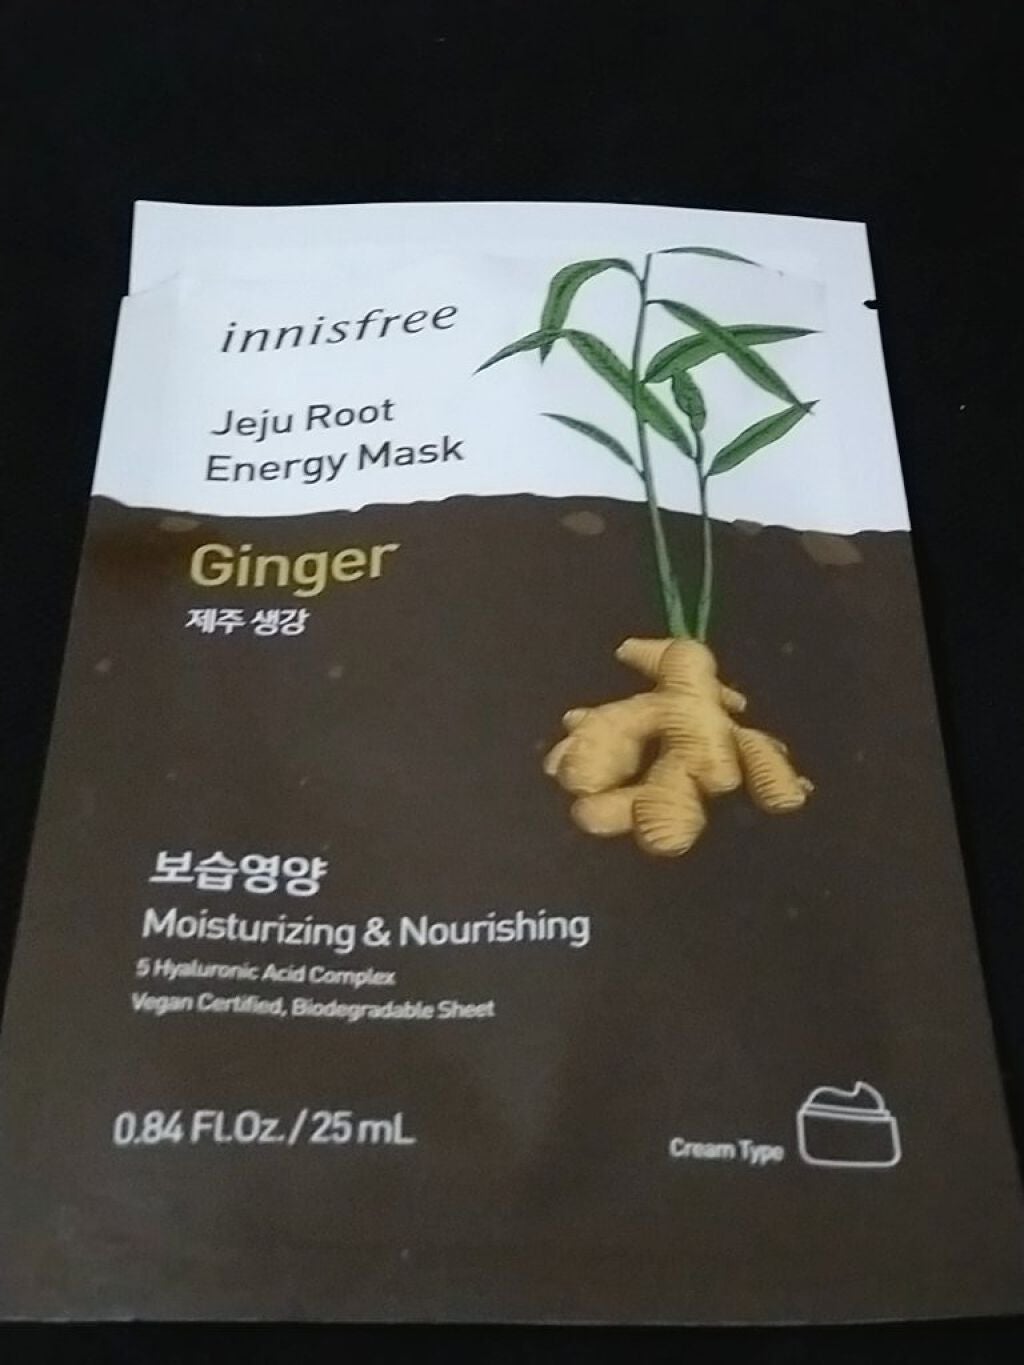 innisfree
Jeju Root
Energy Mask
Ginger
제주 생강
보습영양
Moisturizing & Nourishing
5 Hyaluronic Acid Complex
Vegan Certified, Biodegradable Sheet
0.84 Fl.Oz. / 25 mL
Cream Type